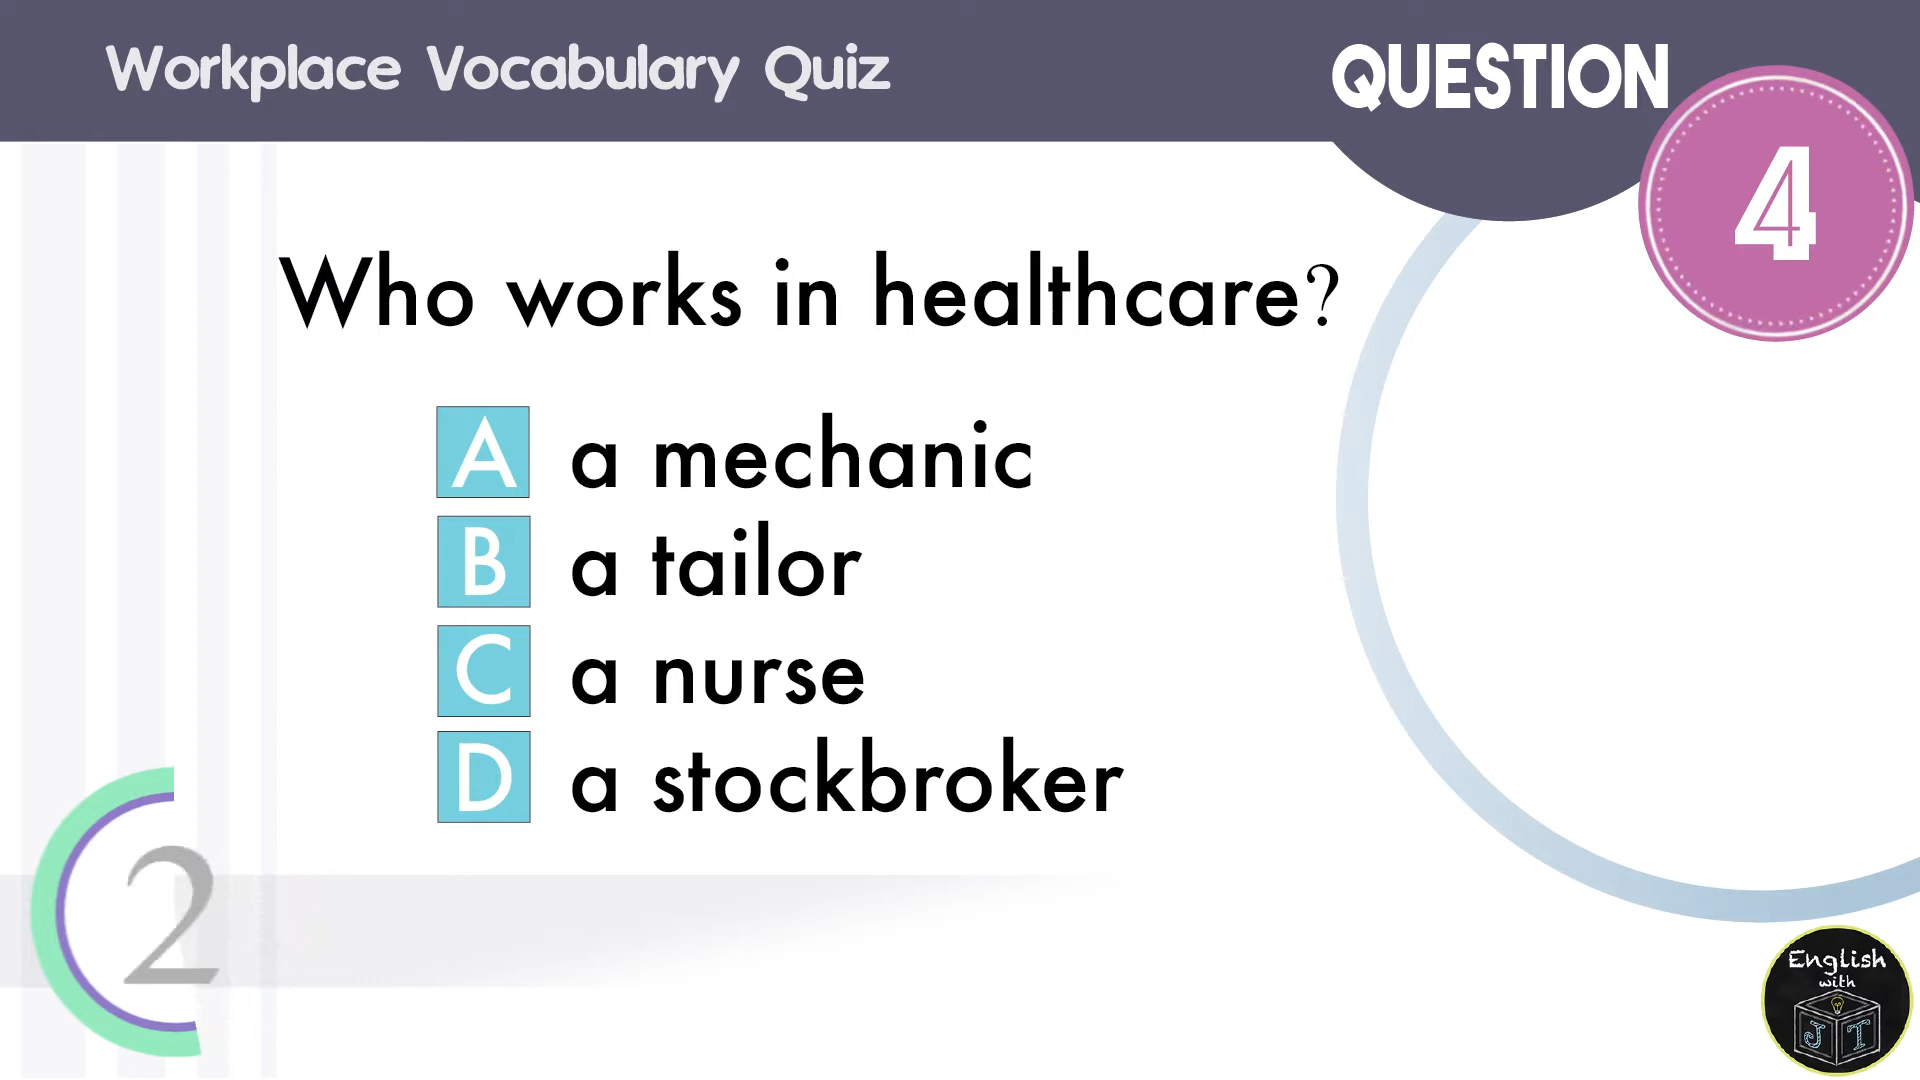 Workplace Vocabulary Quiz
QUESTION
4
Who works in healthcare?
A a mechanic
B a tailor
C a nurse
D a stockbroker
2
English
with
J T